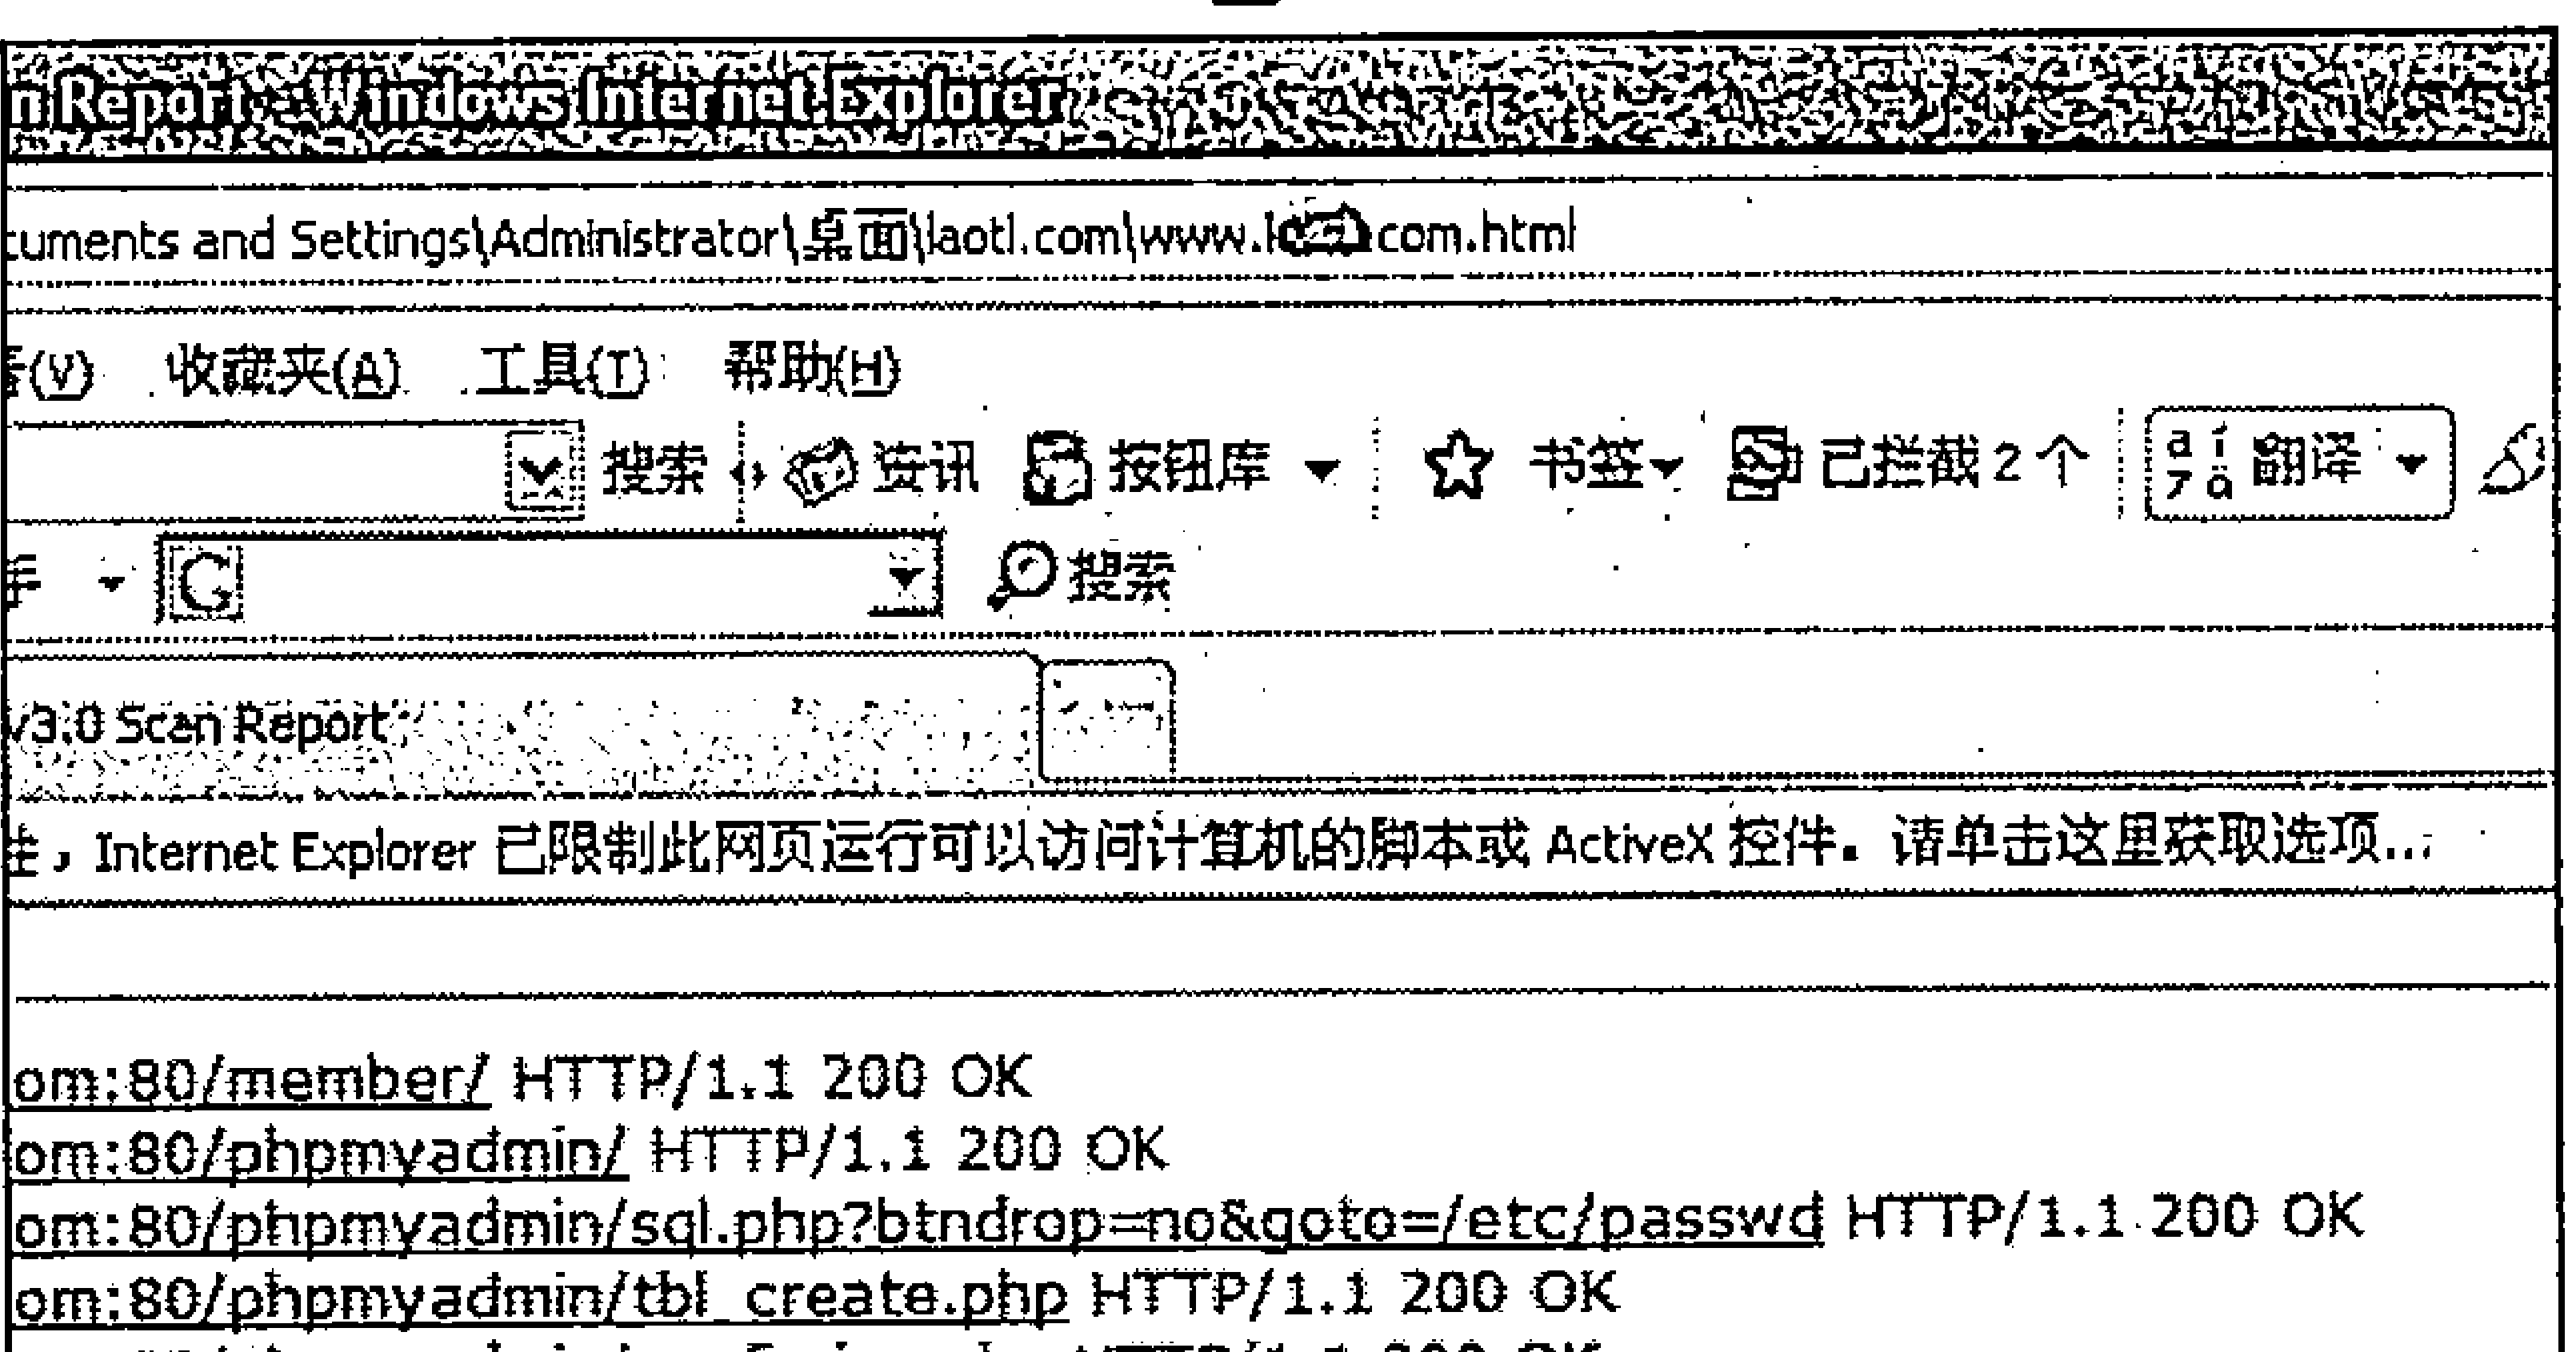 n Report - Windows Internet Explorer
cuments and Settings\Administrator\桌面\laotl.com\www.l com.html
(V) 收藏夹(A) 工具(T) 帮助(H)
搜索 资讯 按钮库 书签 已拦截 2 个 翻译
搜索
v3.0 Scan Report
, Internet Explorer 已限制此网页运行可以访问计算机的脚本或 ActiveX 控件。请单击这里获取选项...
om:80/member/ HTTP/1.1 200 OK
om:80/phpmyadmin/ HTTP/1.1 200 OK
om:80/phpmyadmin/sql.php?btndrop=no&goto=/etc/passwd HTTP/1.1 200 OK
om:80/phpmyadmin/tbl_create.php HTTP/1.1 200 OK